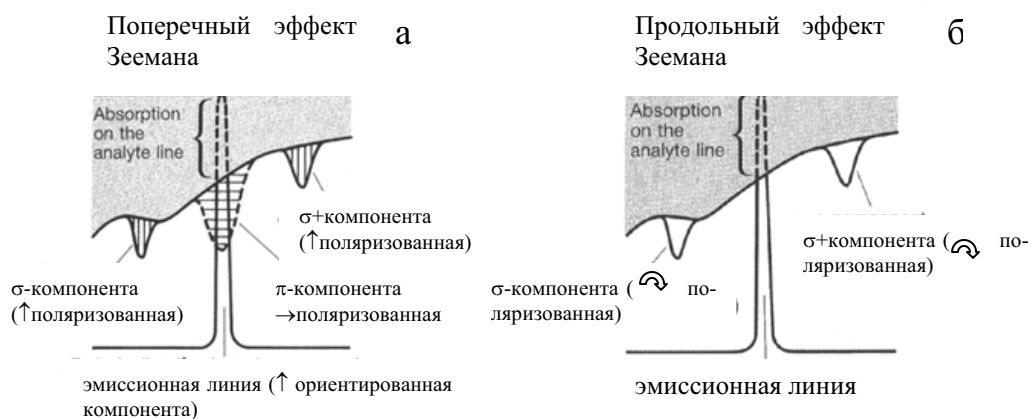 Поперечный эффект
Зеемана
а
Absorption
on the
analyte line
σ+компонента
(↑поляризованная)
σ-компонента
(↑поляризованная)
π-компонента
→поляризованная
эмиссионная линия (↑ ориентированная
компонента)
Продольный эффект
Зеемана
б
Absorption
on the
analyte line
σ+компонента ( по-
ляризованная)
σ-компонента ( по-
ляризованная)
)
эмиссионная линия